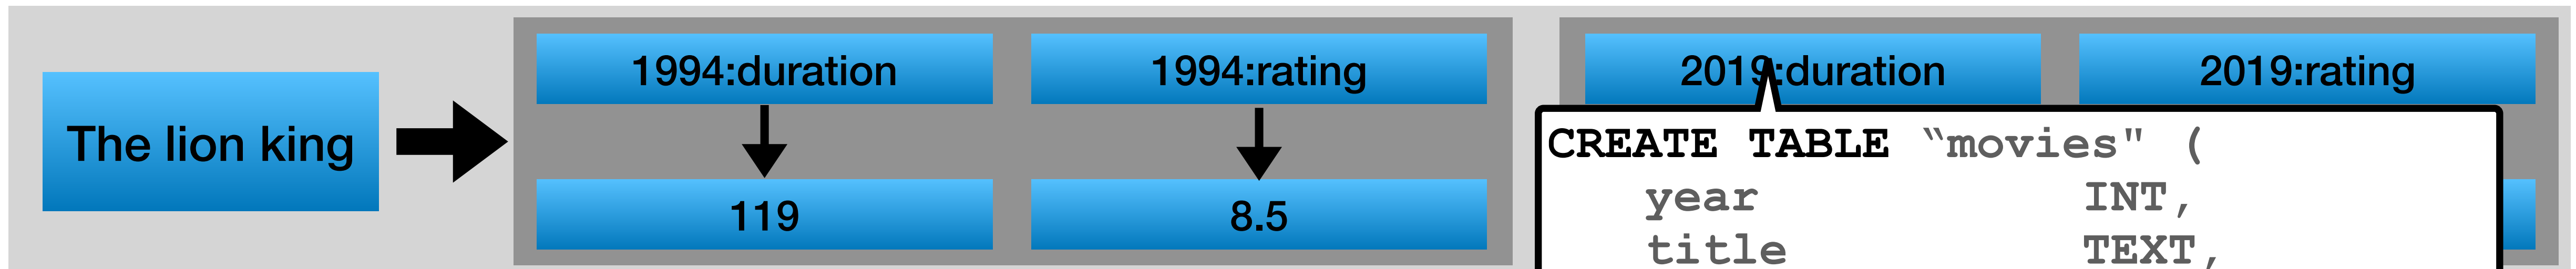 1994:duration
1994:rating
2019:duration
2019:rating
The lion king
119
8.5
CREATE TABLE “movies" (
year INT,
title TEXT,